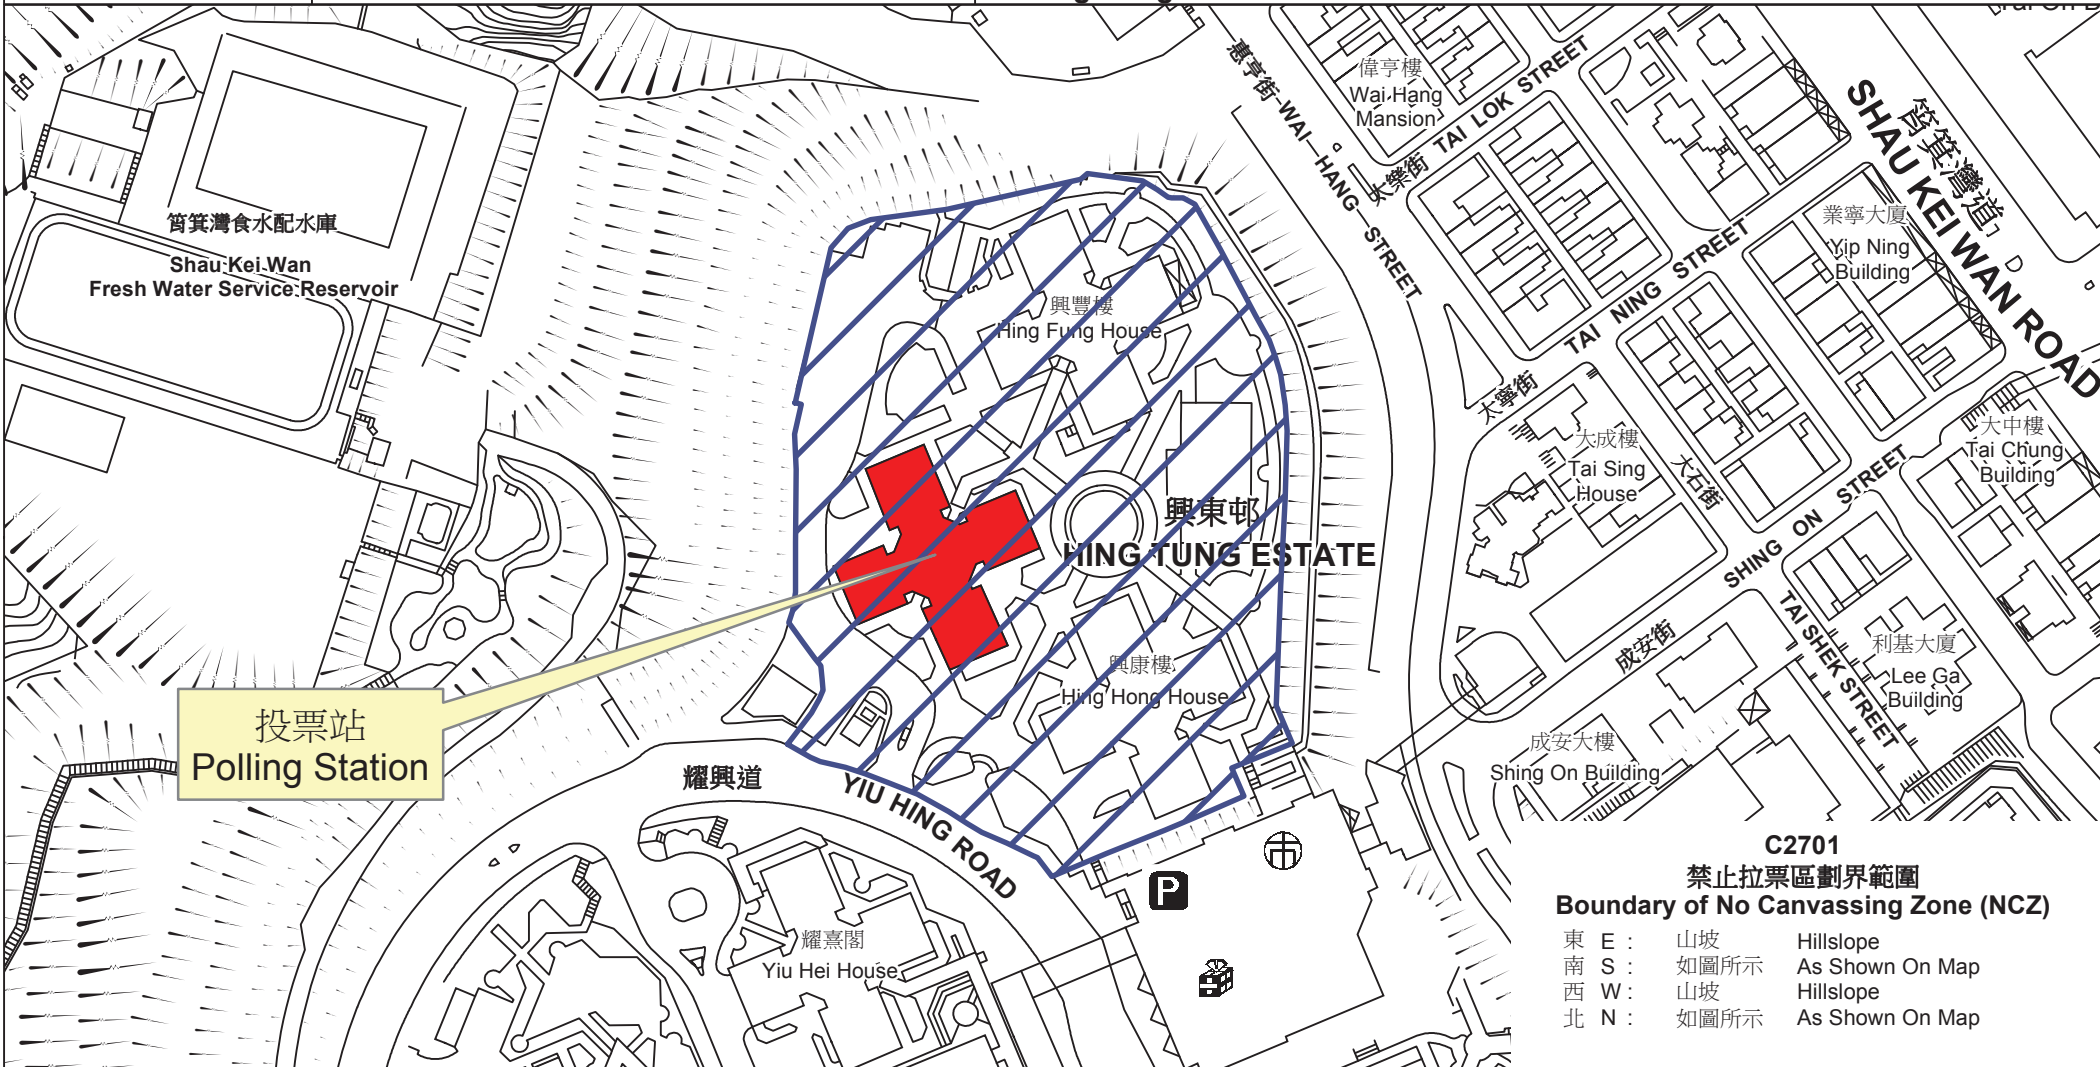 惠亨街 WAI HANG STREET
偉亨樓
Wai Hang
Mansion
太樂街 TAI LOK STREET
筲箕灣道
SHAU KEI WAN ROAD
業寧大廈
Yip Ning
Building
TAI NING STREET
太寧街
筲箕灣食水配水庫
Shau Kei Wan
Fresh Water Service Reservoir
興豐樓
Hing Fung House
大成樓
Tai Sing
House
大石街
TAI SHEK STREET
大中樓
Tai Chung
Building
SHING ON STREET
成安街
興東邨
HING TUNG ESTATE
興康樓
Hing Hong House
利基大廈
Lee Ga
Building
成安大樓
Shing On Building
投票站
Polling Station
耀興道
YIU HING ROAD
耀熹閣
Yiu Hei House
P
C2701
禁止拉票區劃界範圍
Boundary of No Canvassing Zone (NCZ)
東 E : 山坡 Hillslope
南 S : 如圖所示 As Shown On Map
西 W : 山坡 Hillslope
北 N : 如圖所示 As Shown On Map